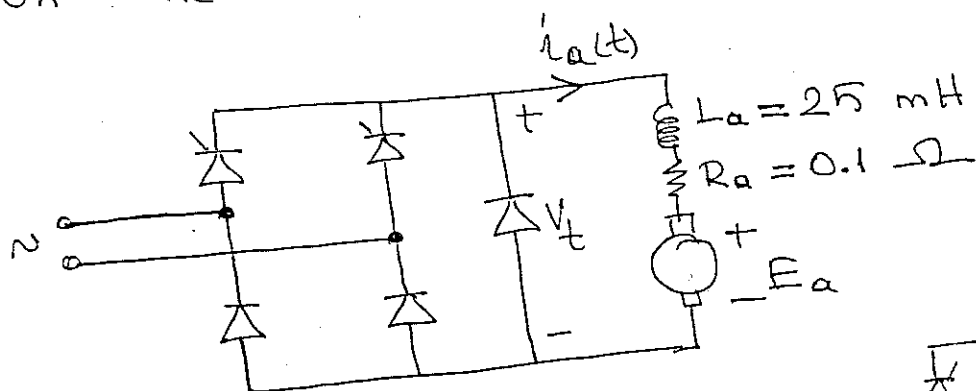 ia(t)
+
La = 25 mH
Ra = 0.1 Ω
~
Vt
+
Ea
-
-